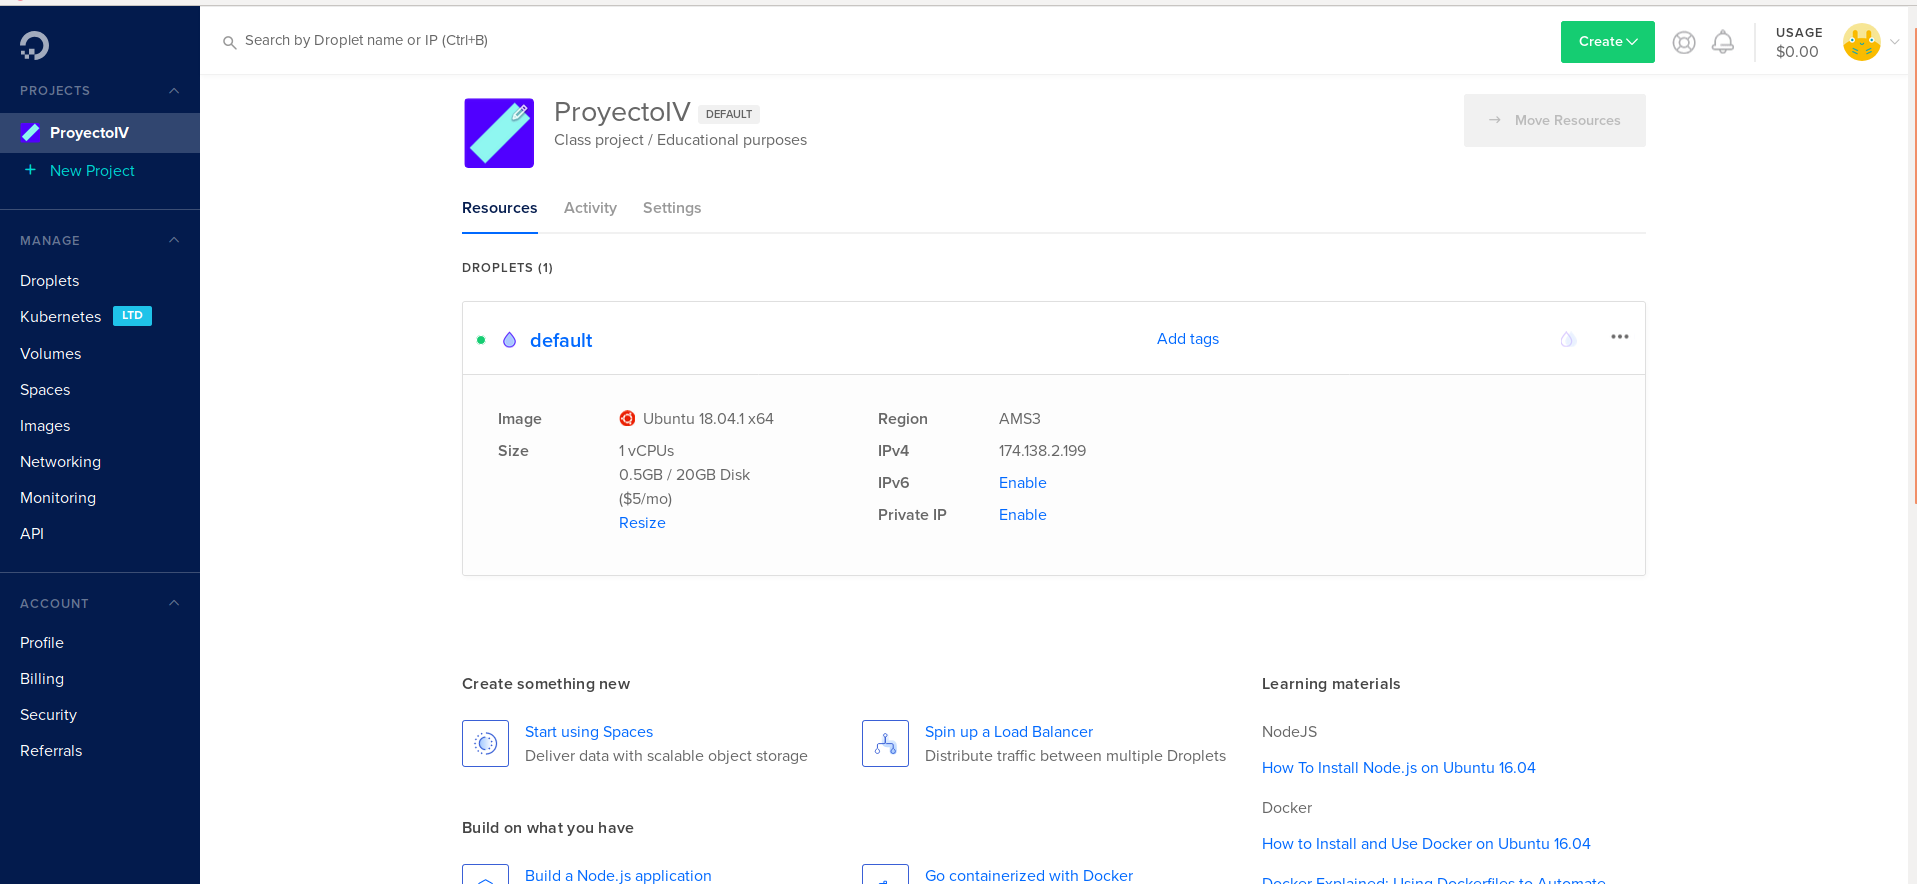 Search by Droplet name or IP (Ctrl+B)
Create
USAGE
$0.00
PROJECTS
ProyectoIV
New Project
MANAGE
Droplets
Kubernetes LTD
Volumes
Spaces
Images
Networking
Monitoring
API
ACCOUNT
Profile
Billing
Security
Referrals
ProyectoIV DEFAULT
Class project / Educational purposes
→ Move Resources
Resources Activity Settings
DROPLETS (1)
default
Add tags
Image Ubuntu 18.04.1 x64
Size 1 vCPUs
0.5GB / 20GB Disk
($5/mo)
Resize
Region AMS3
IPv4 174.138.2.199
IPv6 Enable
Private IP Enable
Create something new
Start using Spaces
Deliver data with scalable object storage
Spin up a Load Balancer
Distribute traffic between multiple Droplets
Build on what you have
Build a Node.js application
Go containerized with Docker
Learning materials
NodeJS
How To Install Node.js on Ubuntu 16.04
Docker
How to Install and Use Docker on Ubuntu 16.04
Docker Explained: Using Dockerfiles to Automate